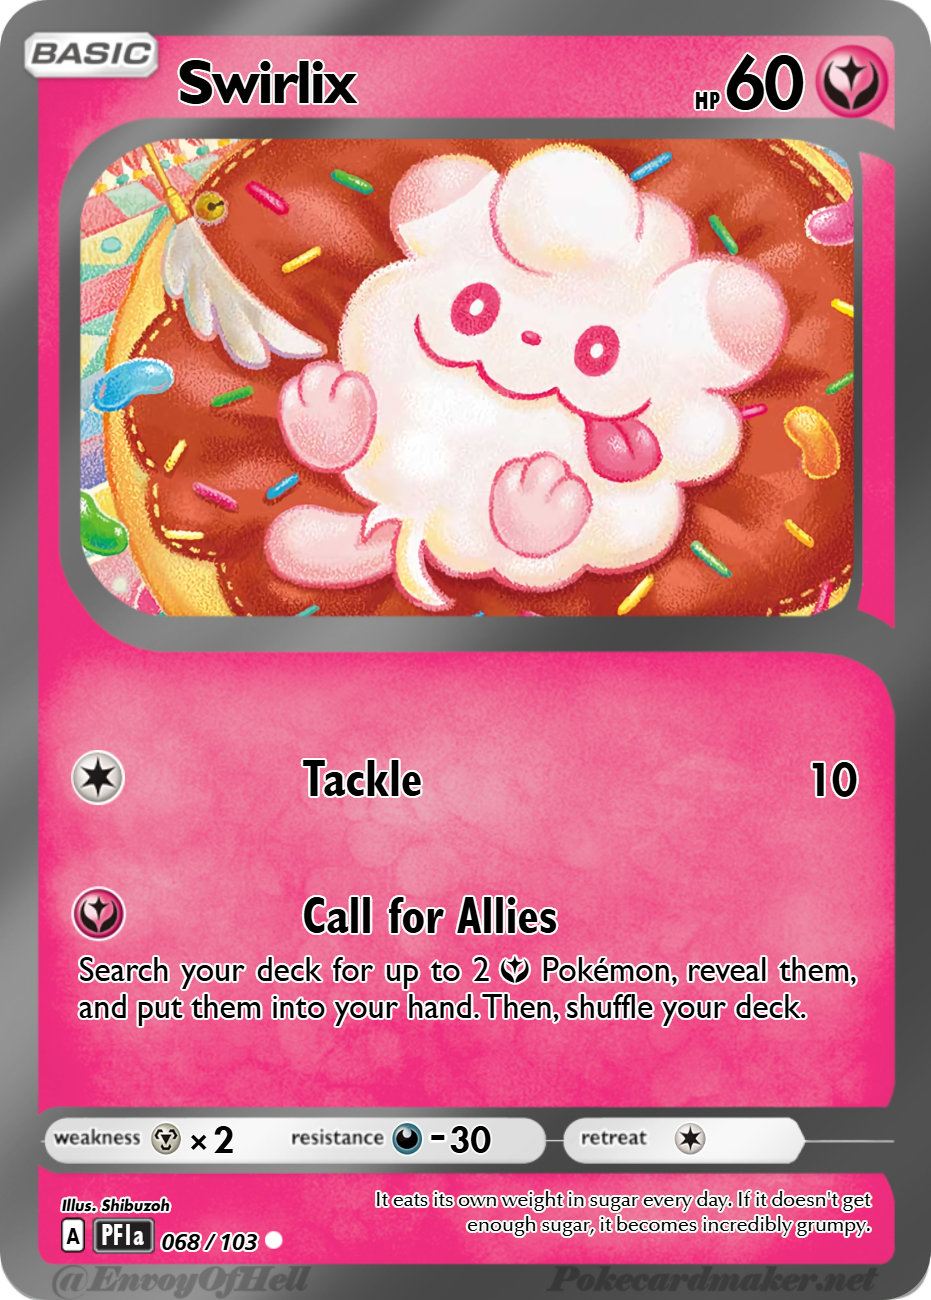 BASIC
Swirlix
HP 60
Tackle 10
Call for Allies
Search your deck for up to 2 Pokémon, reveal them,
and put them into your hand. Then, shuffle your deck.
weakness ×2 resistance -30 retreat
Illus. Shibuzoh
A PFla 068 / 103
It eats its own weight in sugar every day. If it doesn't get
enough sugar, it becomes incredibly grumpy.
@EnvoyOfHell Pokecardmaker.net